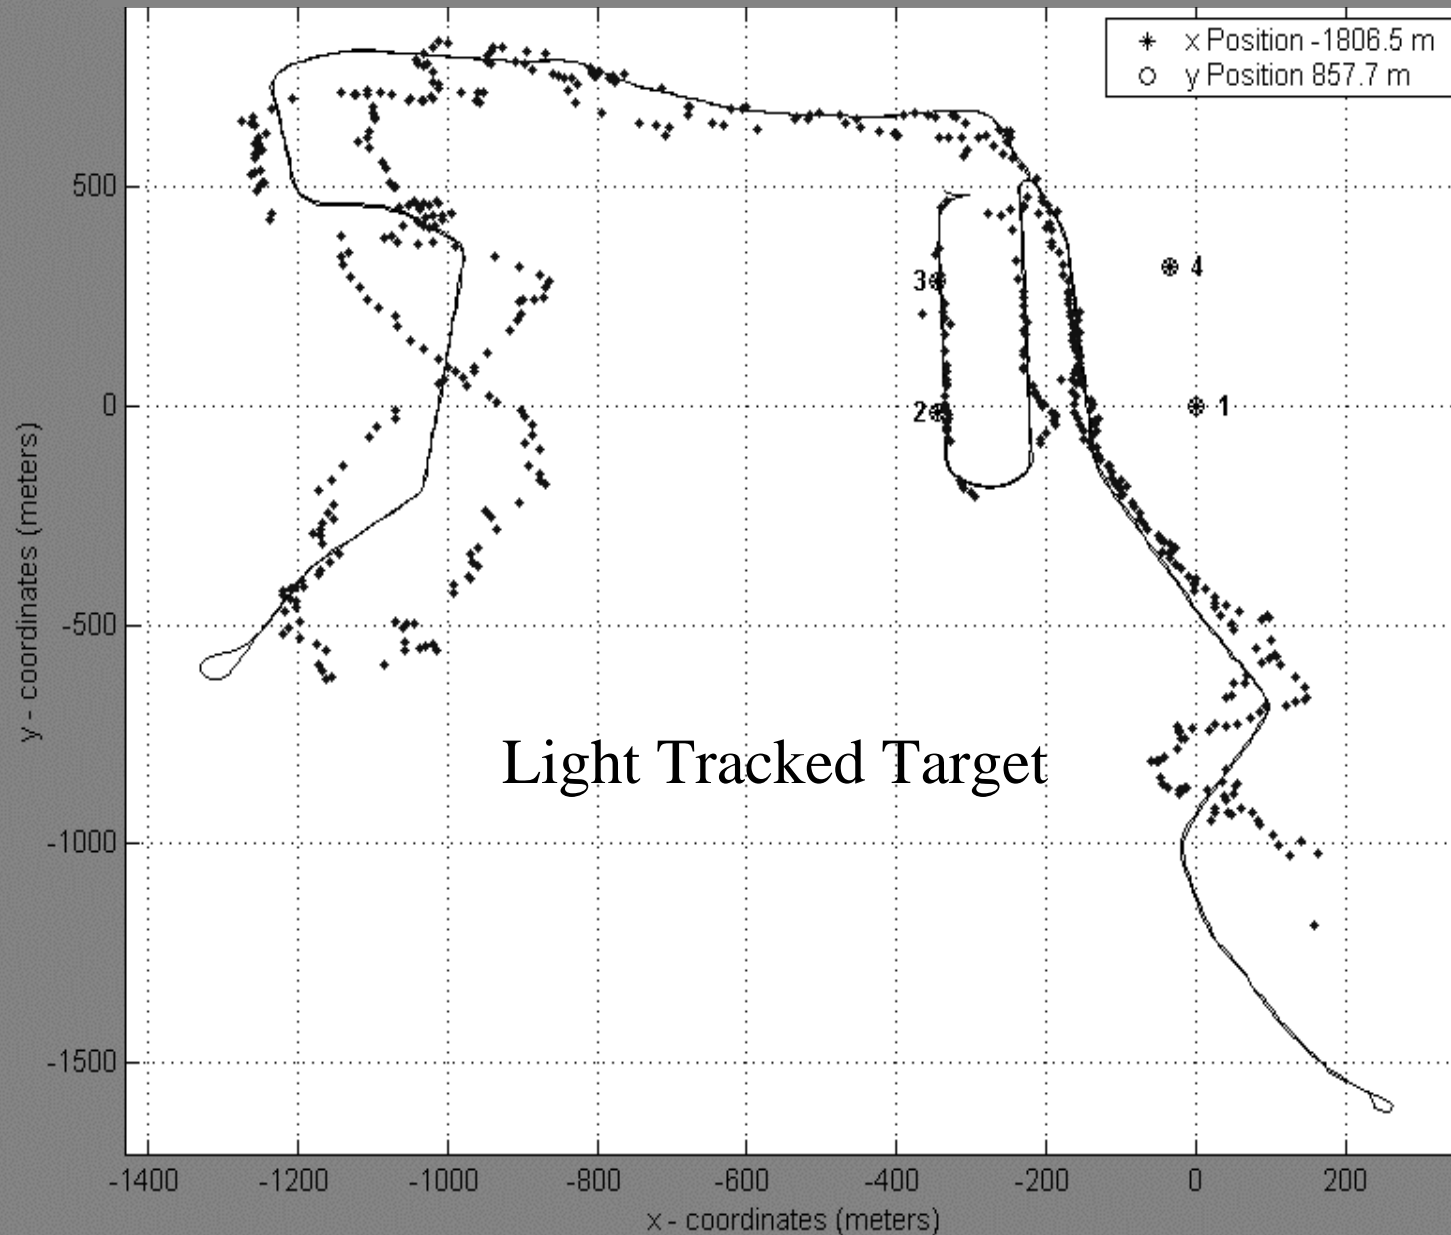 x Position -1806.5 m
y Position 857.7 m
500
0
-500
-1000
-1500
y - coordinates (meters)
3
4
2
1
Light Tracked Target
-1400 -1200 -1000 -800 -600 -400 -200 0 200
x - coordinates (meters)